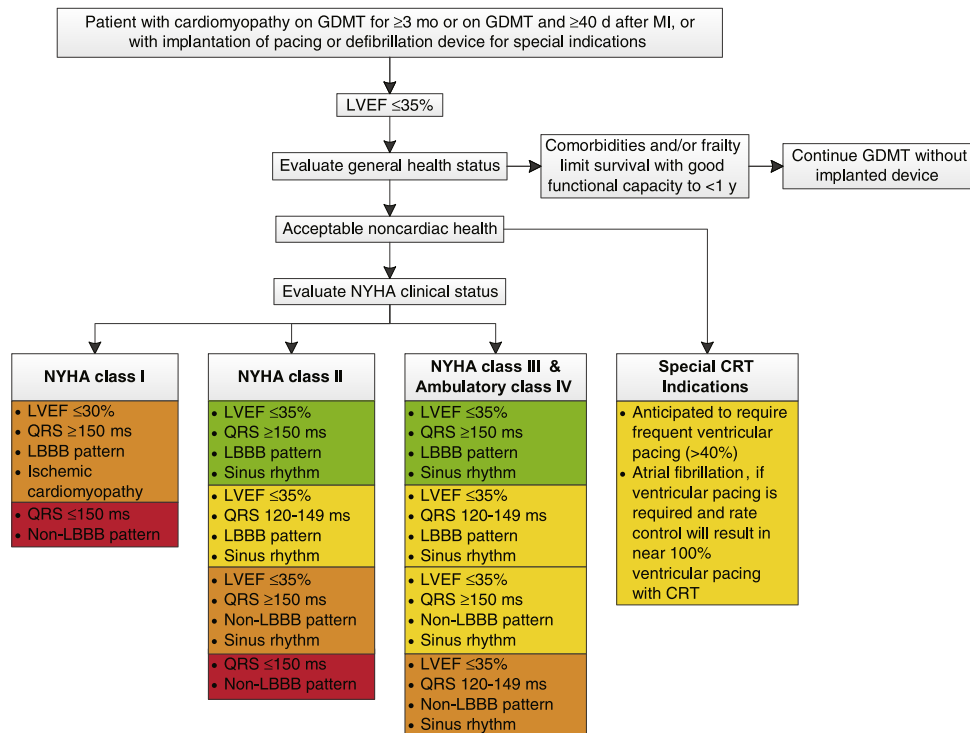 Patient with cardiomyopathy on GDMT for ≥3 mo or on GDMT and ≥40 d after MI, or
with implantation of pacing or defibrillation device for special indications
LVEF ≤35%
Evaluate general health status
Comorbidities and/or frailty
limit survival with good
functional capacity to <1 y
Continue GDMT without
implanted device
Acceptable noncardiac health
Evaluate NYHA clinical status
NYHA class I
• LVEF ≤30%
• QRS ≥150 ms
• LBBB pattern
• Ischemic
cardiomyopathy
• QRS ≤150 ms
• Non-LBBB pattern
NYHA class II
• LVEF ≤35%
• QRS ≥150 ms
• LBBB pattern
• Sinus rhythm
• LVEF ≤35%
• QRS 120-149 ms
• LBBB pattern
• Sinus rhythm
• LVEF ≤35%
• QRS ≥150 ms
• Non-LBBB pattern
• Sinus rhythm
• QRS ≤150 ms
• Non-LBBB pattern
NYHA class III &
Ambulatory class IV
• LVEF ≤35%
• QRS ≥150 ms
• LBBB pattern
• Sinus rhythm
• LVEF ≤35%
• QRS 120-149 ms
• LBBB pattern
• Sinus rhythm
• LVEF ≤35%
• QRS ≥150 ms
• Non-LBBB pattern
• Sinus rhythm
• LVEF ≤35%
• QRS 120-149 ms
• Non-LBBB pattern
• Sinus rhythm
Special CRT
Indications
• Anticipated to require
frequent ventricular
pacing (>40%)
• Atrial fibrillation, if
ventricular pacing is
required and rate
control will result in
near 100%
ventricular pacing
with CRT